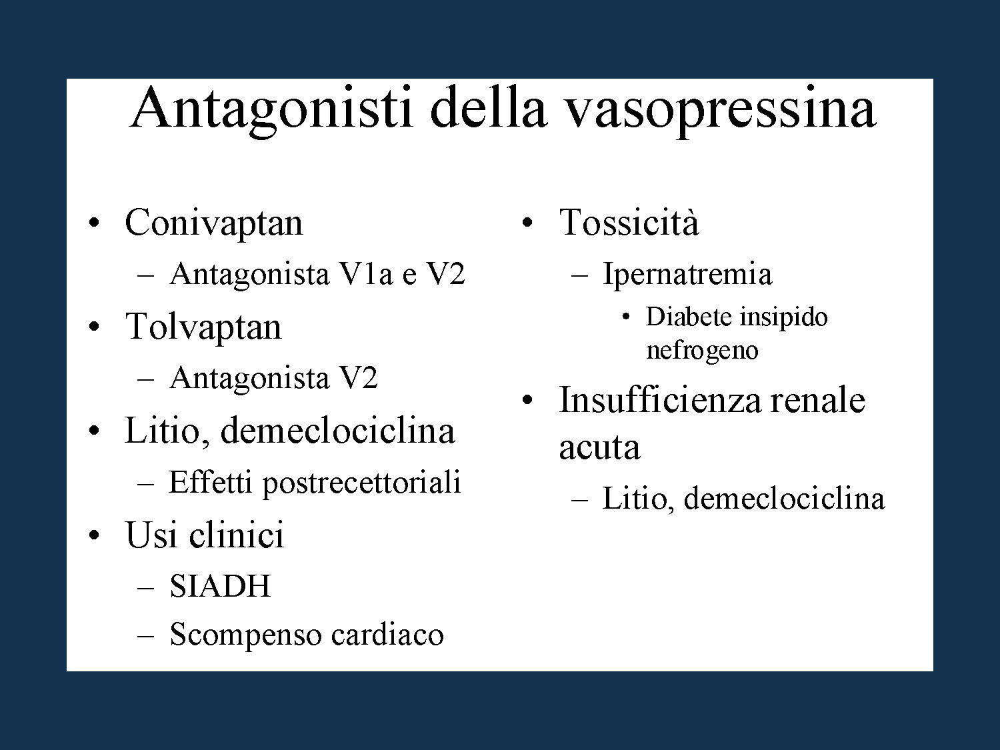 Antagonisti della vasopressina
• Conivaptan
– Antagonista V1a e V2
• Tolvaptan
– Antagonista V2
• Litio, demeclociclina
– Effetti postrecettoriali
• Usi clinici
– SIADH
– Scompenso cardiaco
• Tossicità
– Ipernatremia
• Diabete insipido
nefrogeno
• Insufficienza renale
acuta
– Litio, demeclociclina